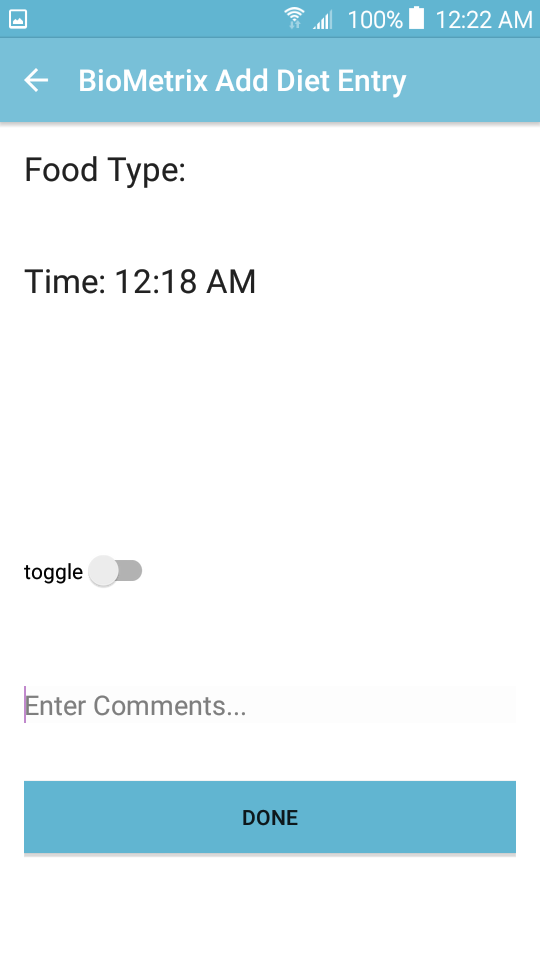 100% 12:22 AM
BioMetrix Add Diet Entry
Food Type:
Time: 12:18 AM
toggle
Enter Comments...
DONE